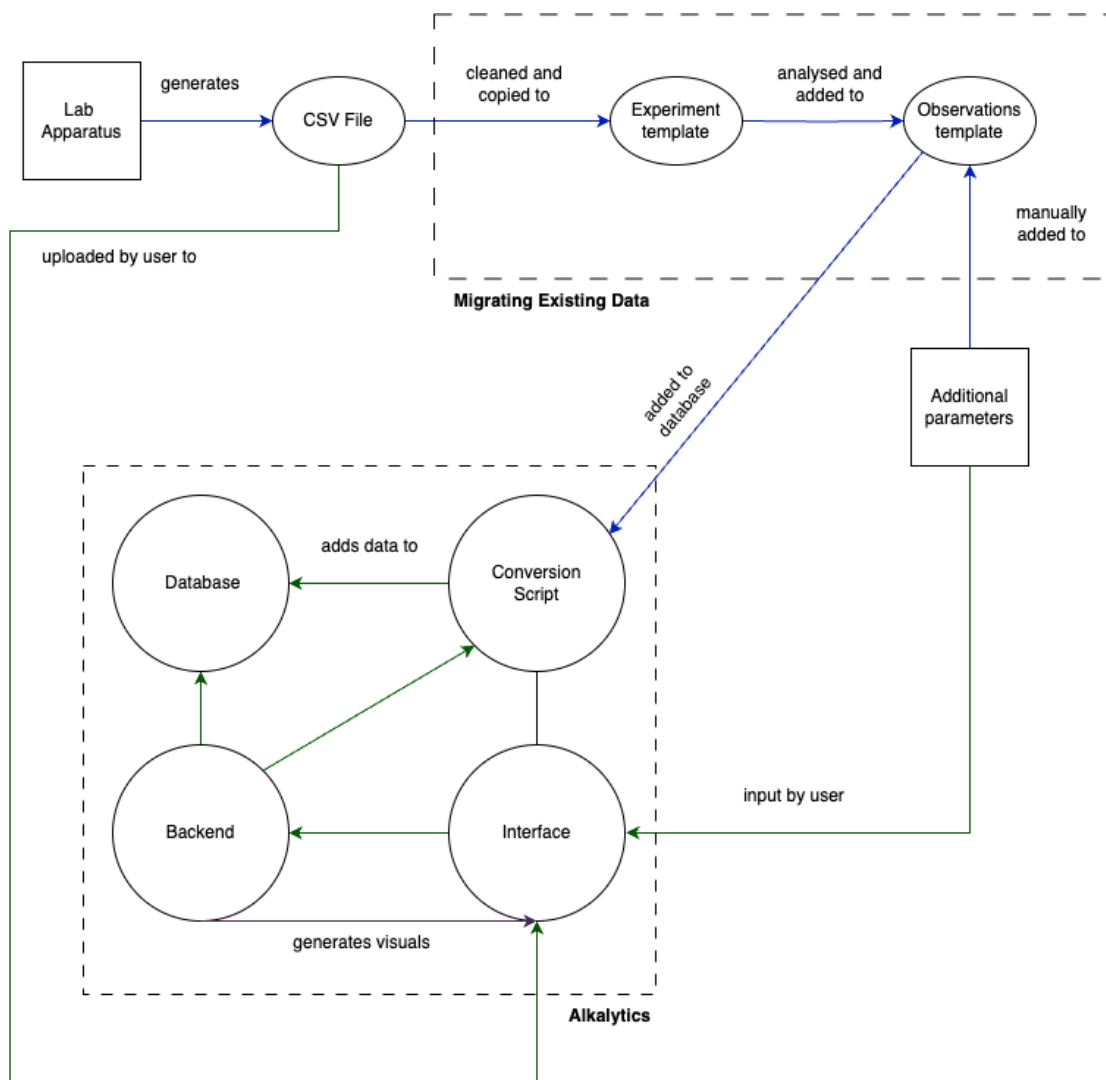 Lab
Apparatus
generates
CSV File
cleaned and
copied to
Experiment
template
analysed and
added to
Observations
template
uploaded by user to
manually
added to
Migrating Existing Data
Additional
parameters
added to
database
Database
adds data to
Conversion
Script
Backend
Interface
input by user
generates visuals
Alkalytics